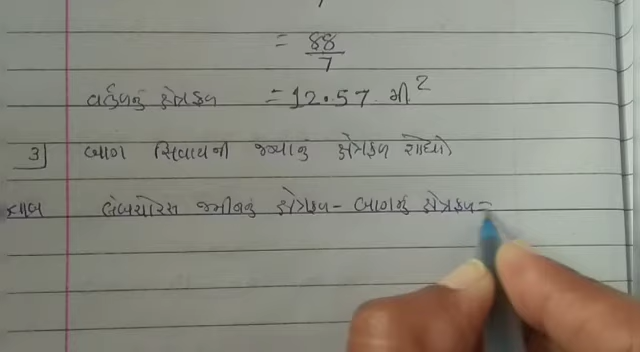 = 88/7
વર્તુળનું ક્ષેત્રફળ = 12.57 મી²
3] બાગ સિવાયની જગ્યાનું ક્ષેત્રફળ શોધો
જવાબ લંબચોરસ જમીનનું ક્ષેત્રફળ - બાગનું ક્ષેત્રફળ =